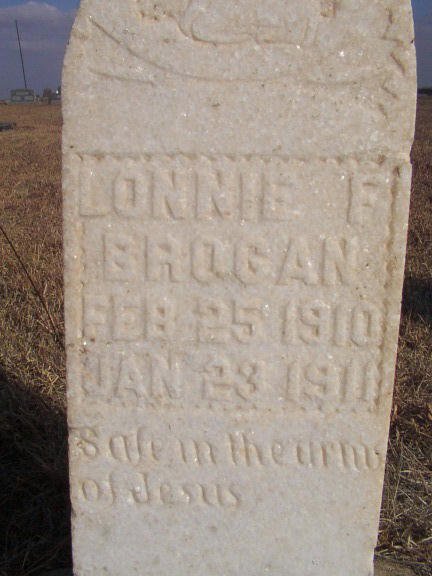 LONNIE F
BROGAN
FEB 25 1910
JAN 23 1911
Safe in the arms
of Jesus